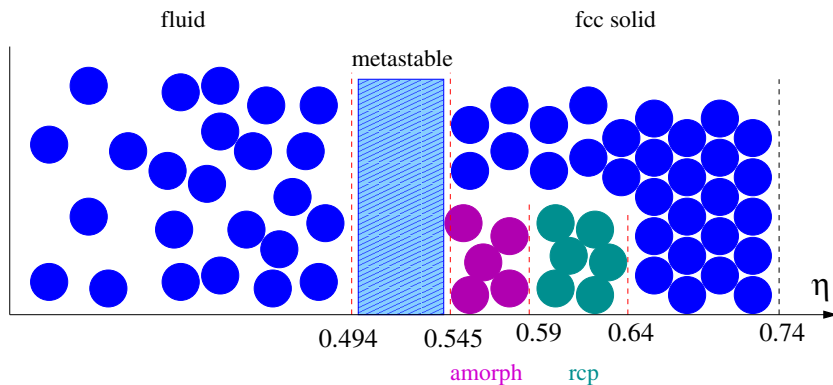 fluid
fcc solid
metastable
η
0.494
0.545
0.59
0.64
0.74
amorph
rcp